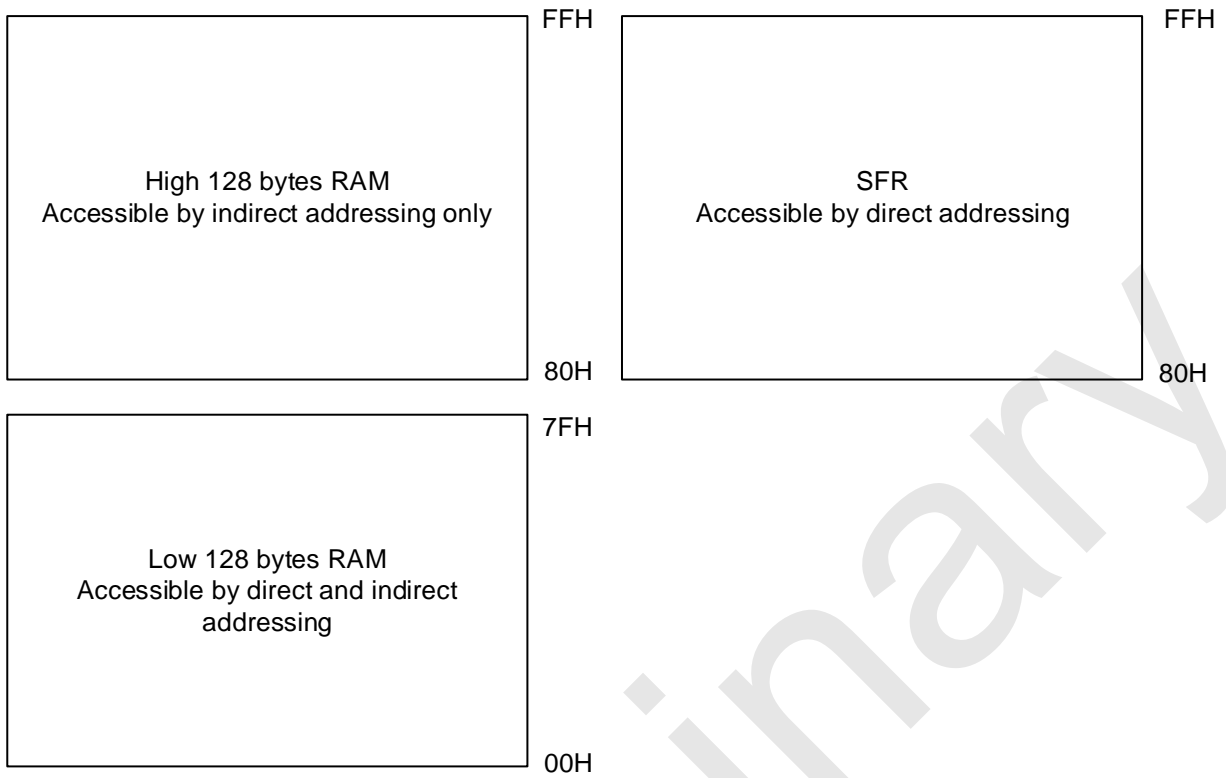 FFH
High 128 bytes RAM
Accessible by indirect addressing only
80H
FFH
SFR
Accessible by direct addressing
80H
7FH
Low 128 bytes RAM
Accessible by direct and indirect
addressing
00H
inary